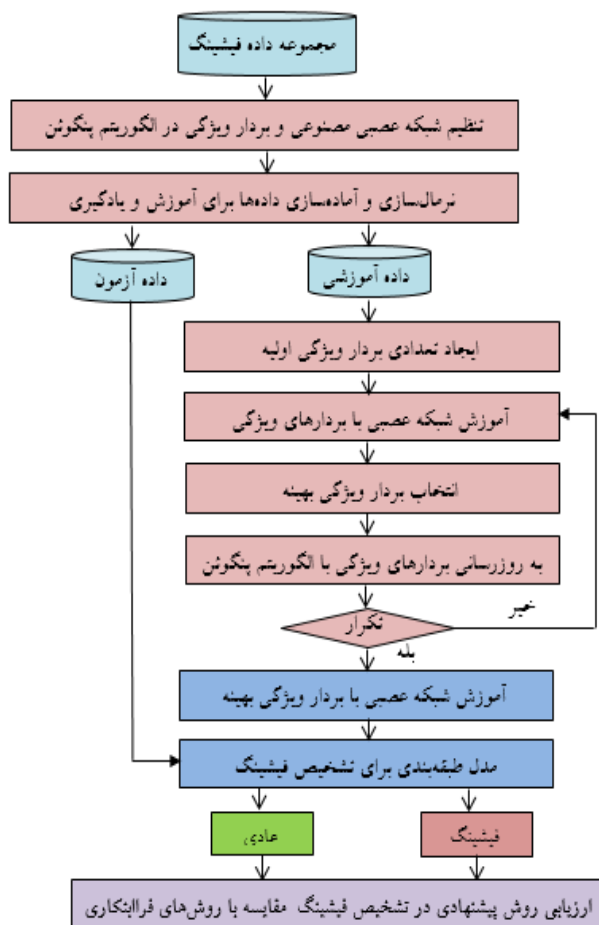 مجموعه داده فیشینگ
تنظیم شبکه عصبی مصنوعی و بردار ویژگی در الگوریتم پنگوئن
نرمال‌سازی و آماده‌سازی داده‌ها برای آموزش و یادگیری
داده آموزشی
داده آزمون
ایجاد تعدادی بردار ویژگی اولیه
آموزش شبکه عصبی با بردارهای ویژگی
انتخاب بردار ویژگی بهینه
به روزرسانی بردارهای ویژگی با الگوریتم پنگوئن
تکرار
خیر
بله
آموزش شبکه عصبی با بردار ویژگی بهینه
مدل طبقه‌بندی برای تشخیص فیشینگ
فیشینگ
عادی
ارزیابی روش پیشنهادی در تشخیص فیشینگ مقایسه با روش‌های فراابتکاری